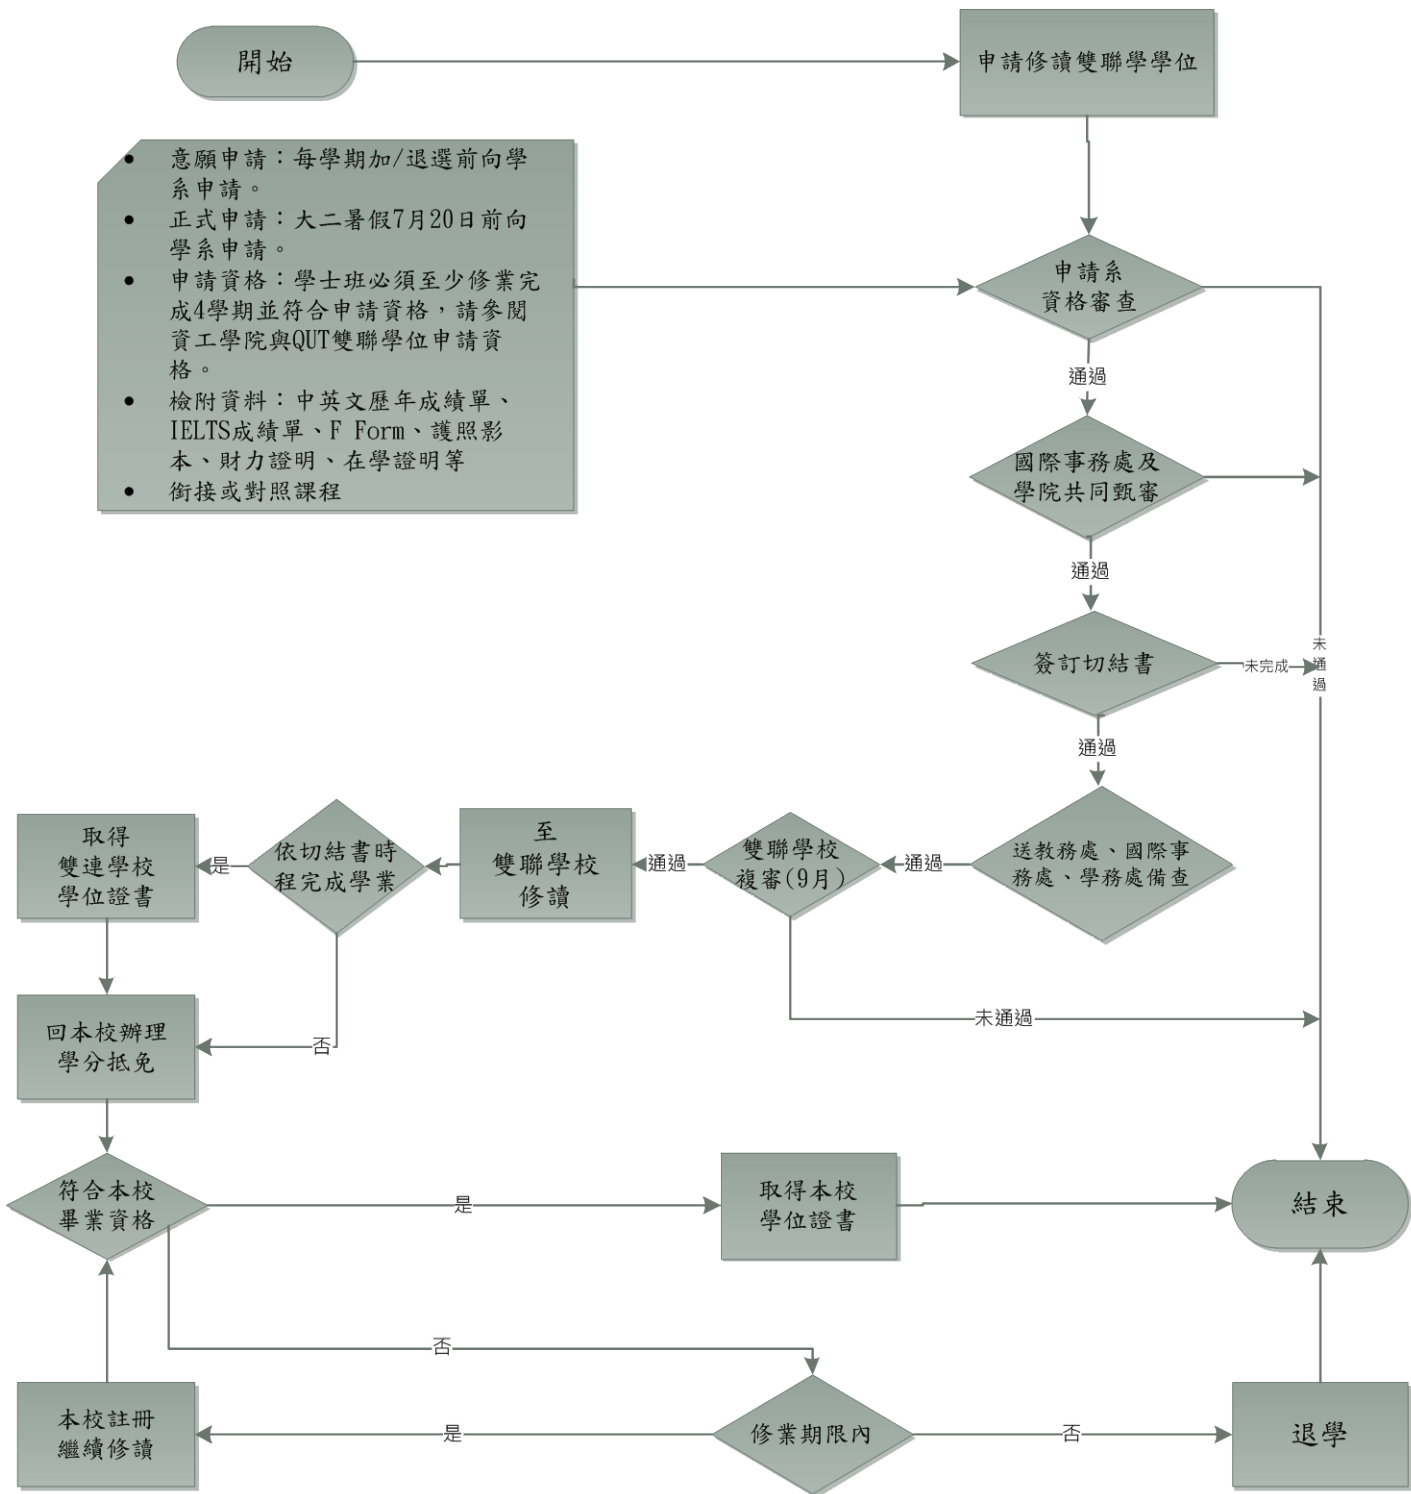 開始
申請修讀雙聯學學位
• 意願申請：每學期加/退選前向學
系申請。
• 正式申請：大二暑假7月20日前向
學系申請。
• 申請資格：學士班必須至少修業完
成4學期並符合申請資格，請參閱
資工學院與QUT雙聯學位申請資
格。
• 檢附資料：中英文歷年成績單、
IELTS成績單、F Form、護照影
本、財力證明、在學證明等
• 銜接或對照課程
申請系
資格審查
通過
國際事務處及
學院共同甄審
通過
簽訂切結書
未完成
未
通
過
通過
送教務處、國際事
務處、學務處備查
通過
雙聯學校
複審(9月)
通過
至
雙聯學校
修讀
依切結書時
程完成學業
是
取得
雙連學校
學位證書
未通過
否
回本校辦理
學分抵免
符合本校
畢業資格
是
取得本校
學位證書
結束
否
本校註冊
繼續修讀
是
修業期限內
否
退學